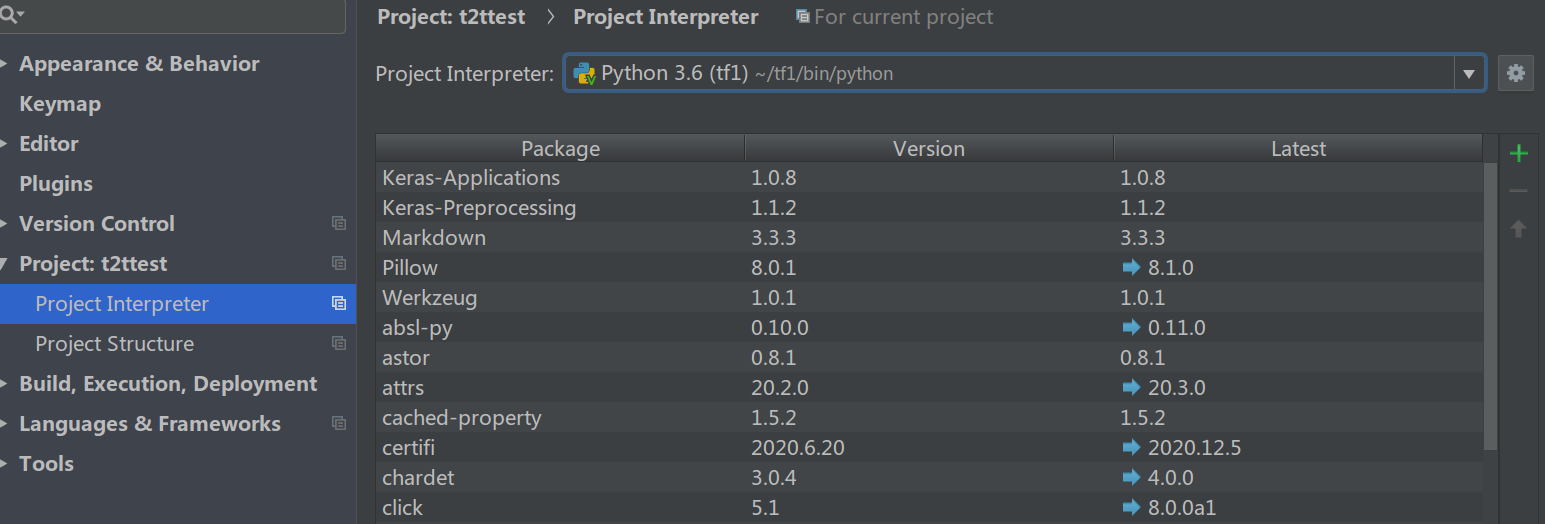 Project: t2ttest > Project Interpreter For current project
Appearance & Behavior
Keymap
Editor
Plugins
Version Control
Project: t2ttest
Project Interpreter
Project Structure
Build, Execution, Deployment
Languages & Frameworks
Tools
Project Interpreter: Python 3.6 (tf1) ~/tf1/bin/python
Package Version Latest
Keras-Applications 1.0.8 1.0.8
Keras-Preprocessing 1.1.2 1.1.2
Markdown 3.3.3 3.3.3
Pillow 8.0.1 8.1.0
Werkzeug 1.0.1 1.0.1
absl-py 0.10.0 0.11.0
astor 0.8.1 0.8.1
attrs 20.2.0 20.3.0
cached-property 1.5.2 1.5.2
certifi 2020.6.20 2020.12.5
chardet 3.0.4 4.0.0
click 5.1 8.0.0a1